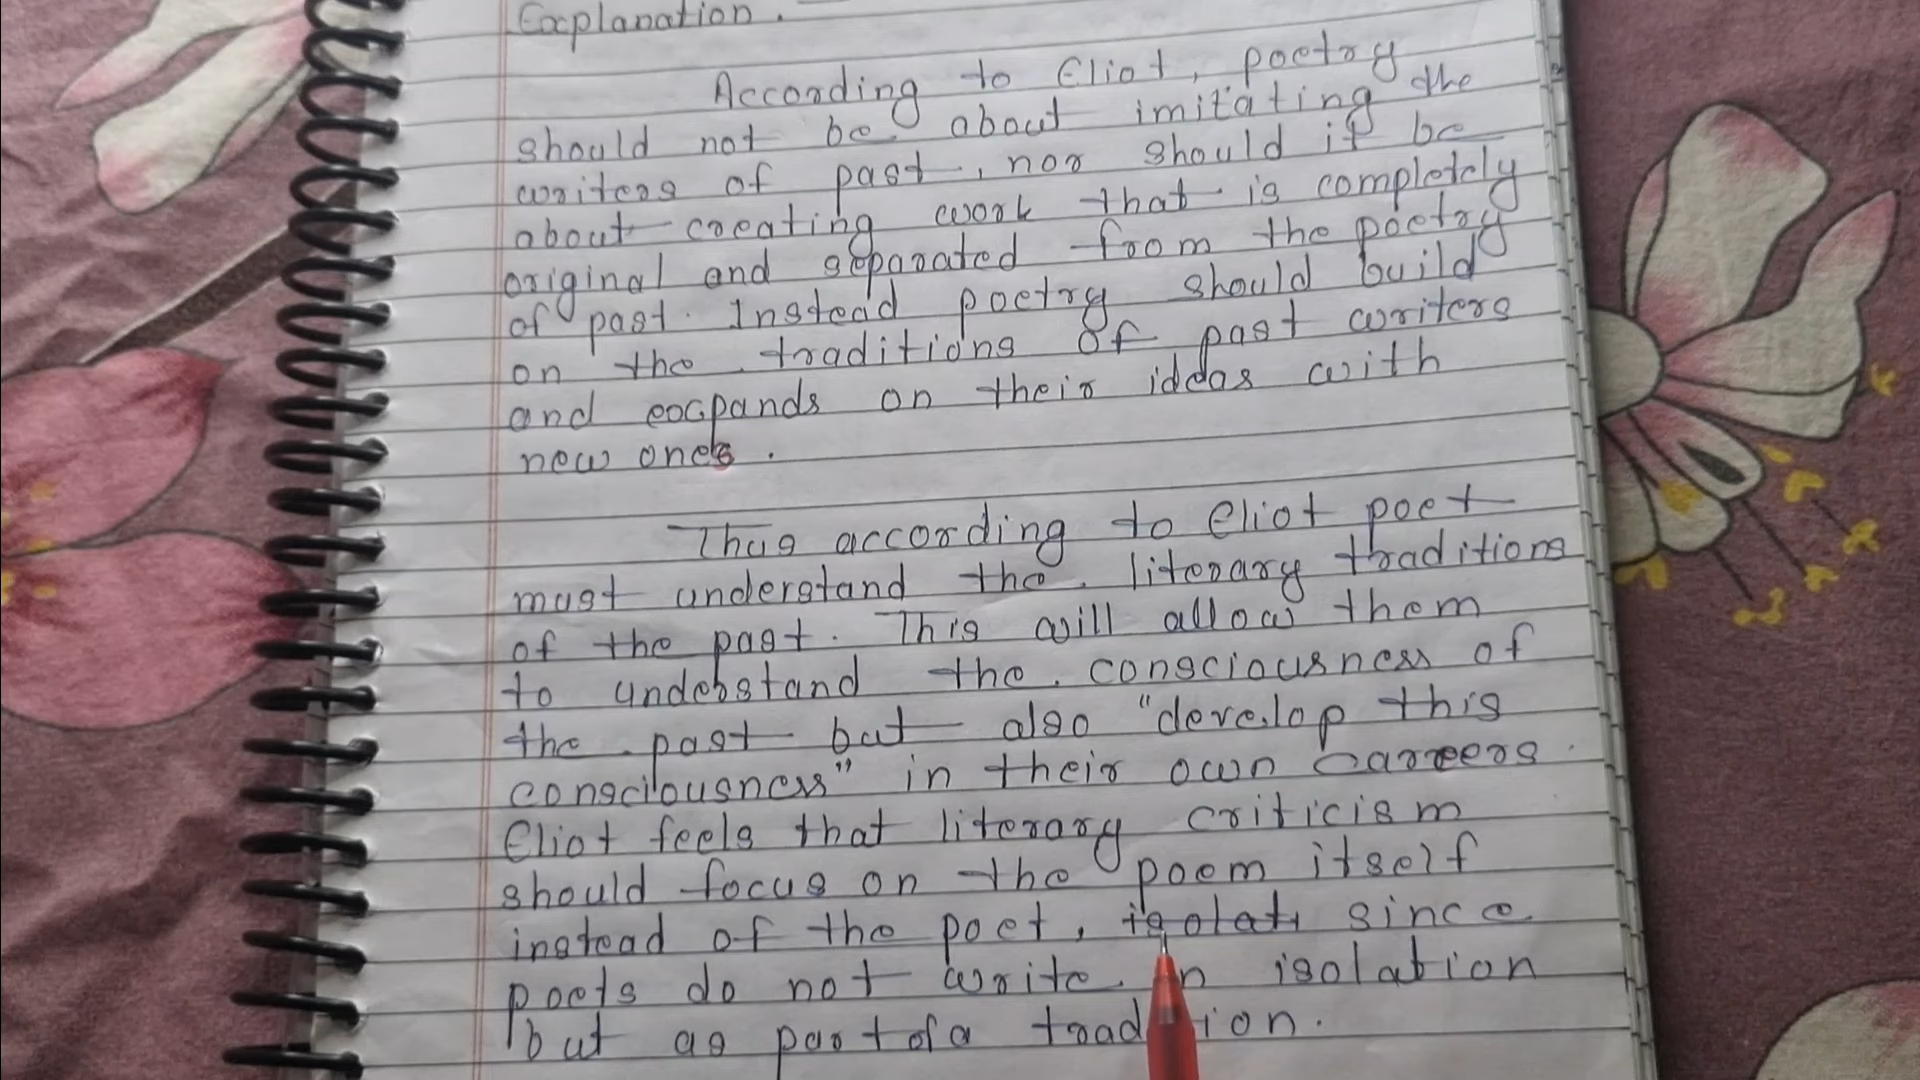 Explanation.
According to Eliot, poetry
should not be about imitating the
writers of past, nor should it be
about creating work that is completely
original and separated from the poetry
of past. Instead poetry should build
on the traditions of past writers
and expands on their ideas with
new ones.
Thus according to Eliot poet
must understand the literary traditions
of the past. This will allow them
to understand the consciousness of
the past but also "develop this
consciousness" in their own careers.
Eliot feels that literary criticism
should focus on the poem itself
instead of the poet, since
poets do not write in isolation
but as part of a tradition.